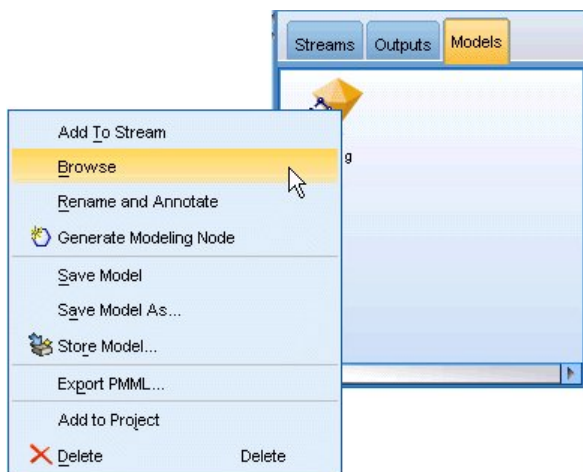 Streams Outputs Models
g
Add To Stream
Browse
Rename and Annotate
Generate Modeling Node
Save Model
Save Model As...
Store Model...
Export PMML...
Add to Project
Delete Delete